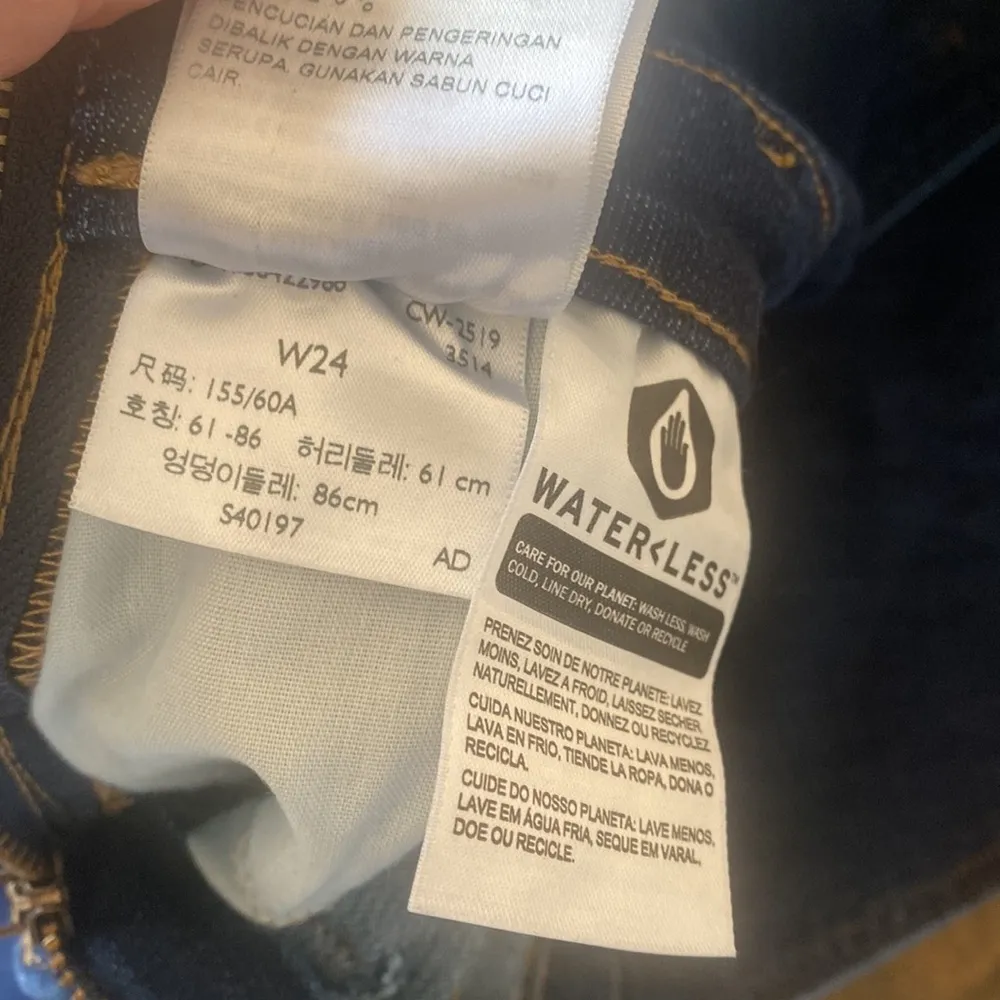 PENCUCIAN DAN PENGERINGAN
DIBALIK DENGAN WARNA
SERUPA. GUNAKAN SABUN CUCI
CAIR.
CW-2519
3514
W24
尺码: 155/60A
호칭: 61-86 허리둘레: 61 cm
엉덩이둘레: 86cm
S40197
AD
WATER<LESS™
CARE FOR OUR PLANET: WASH LESS, WASH
COLD, LINE DRY, DONATE OR RECYCLE
PRENEZ SOIN DE NOTRE PLANETE: LAVEZ
MOINS, LAVEZ A FROID, LAISSEZ SECHER
NATURELLEMENT, DONNEZ OU RECYCLEZ
CUIDA NUESTRO PLANETA: LAVA MENOS,
LAVA EN FRIO, TIENDE LA ROPA, DONA O
RECICLA.
CUIDE DO NOSSO PLANETA: LAVE MENOS,
LAVE EM ÁGUA FRIA, SEQUE EM VARAL,
DOE OU RECICLE.